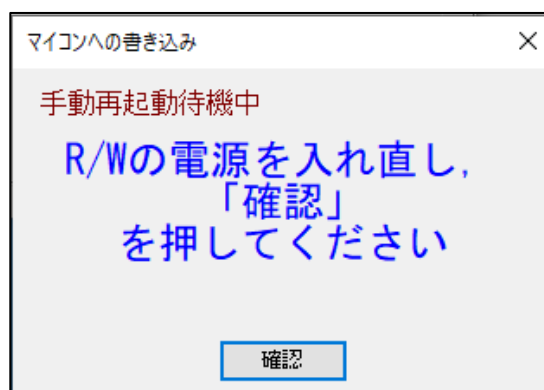 マイコンへの書き込み
手動再起動待機中
R/Wの電源を入れ直し,
「確認」
を押してください
確認